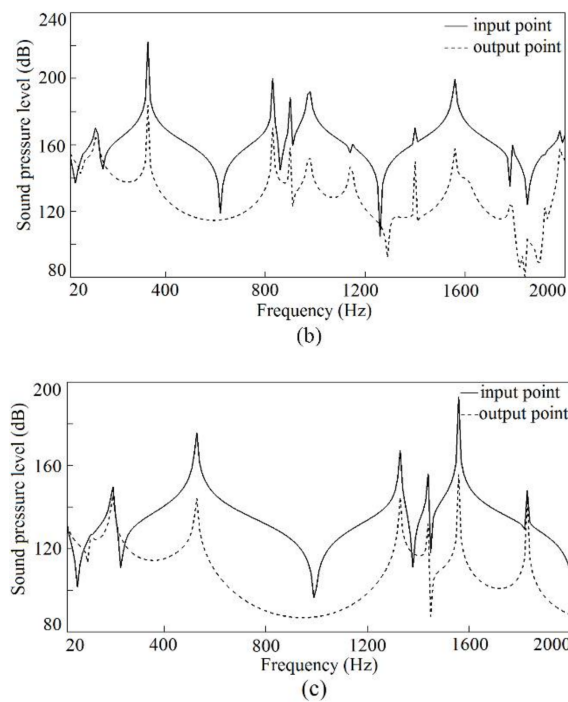 240
200
160
120
80
Sound pressure level (dB)
input point
output point
20 400 800 1200 1600 2000
Frequency (Hz)
(b)
200
160
120
80
Sound pressure level (dB)
input point
output point
20 400 800 1200 1600 2000
Frequency (Hz)
(c)